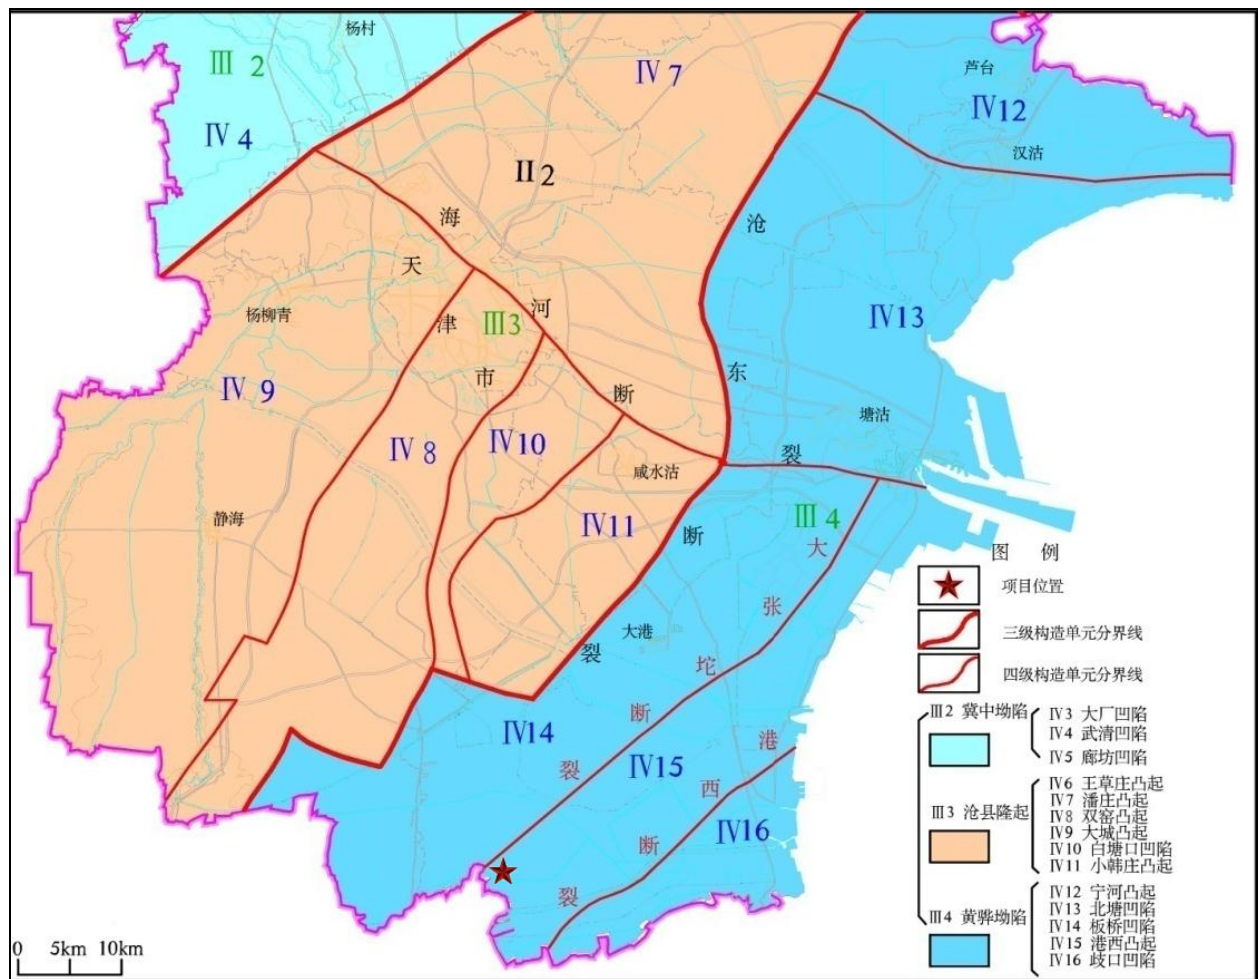 杨村
Ⅲ 2
Ⅳ 7
芦台
Ⅳ 4
Ⅳ12
汉沽
Ⅱ 2
海
沧
天
河
杨柳青
津
Ⅲ3
Ⅳ13
东
市
断
Ⅳ 9
塘沽
Ⅳ 8
Ⅳ10
裂
咸水沽
静海
Ⅳ11
Ⅲ 4
断
大
张
大港
裂
坨
断
Ⅳ14
港
裂
Ⅳ15
西
断
Ⅳ16
裂
图 例
项目位置
三级构造单元分界线
四级构造单元分界线
Ⅲ2 冀中坳陷
Ⅳ3 大厂凹陷
Ⅳ4 武清凹陷
Ⅳ5 廊坊凹陷
Ⅲ3 沧县隆起
Ⅳ6 王草庄凸起
Ⅳ7 潘庄凸起
Ⅳ8 双窑凸起
Ⅳ9 大城凸起
Ⅳ10 白塘口凹陷
Ⅳ11 小韩庄凸起
Ⅲ4 黄骅坳陷
Ⅳ12 宁河凸起
Ⅳ13 北塘凹陷
Ⅳ14 板桥凹陷
Ⅳ15 港西凸起
Ⅳ16 歧口凹陷
0 5km 10km